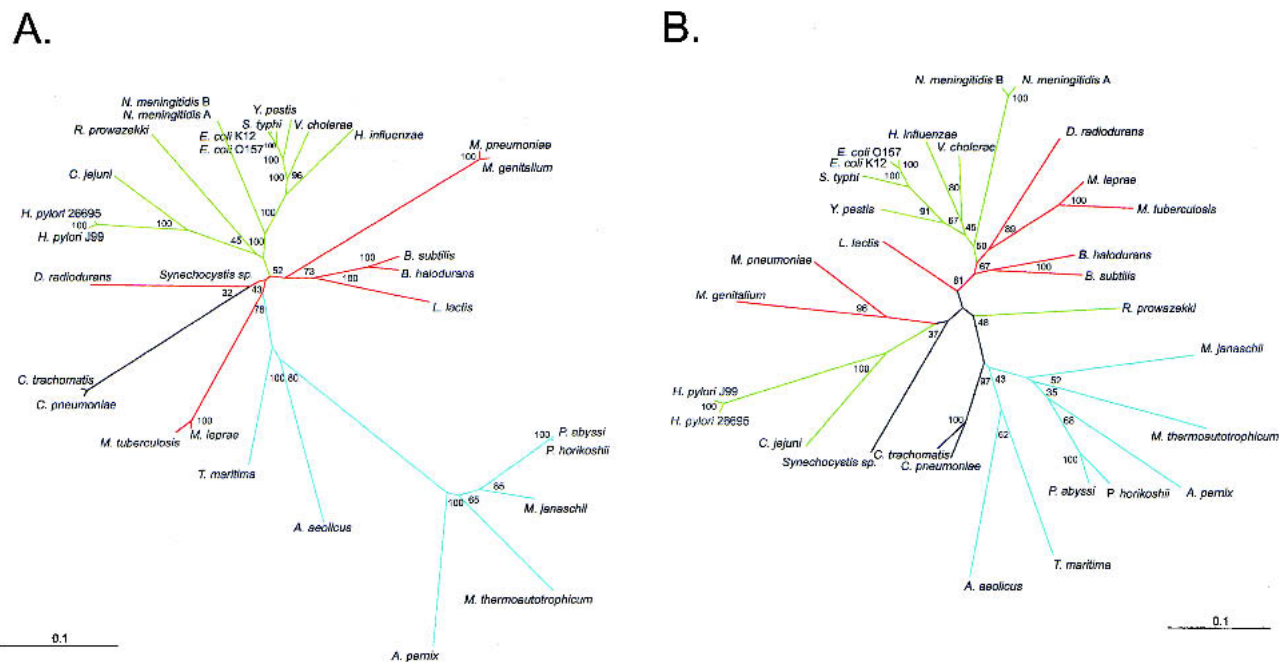 A.
N. meningitidis B
N. meningitidis A
R. prowazekki
Y. pestis
S. typhi
V. cholerae
E. coli K12
E. coli O157
H. influenzae
100
100
100
96
M. pneumoniae
100
M. genitalium
C. jejuni
H. pylori 26695
100
H. pylori J99
100
45
100
100
D. radiodurans
Synechocystis sp
52
73
100
B. subtilis
B. halodurans
100
L. lactis
32
43
78
C. trachomatis
C. pneumoniae
100
M. tuberculosis
M. leprae
100
80
T. maritima
A. aeolicus
100
P. abyssi
P. horikoshii
85
65
100
M. janaschii
M. thermoautotrophicum
A. pernix
0.1
B.
N. meningitidis B
N. meningitidis A
100
D. radiodurans
H. Influenzae
V. cholerae
E. coli O157
E. coli K12
100
S. typhi
100
M. leprae
100
M. tuberculosis
80
91
67
45
Y. pestis
89
58
L. lactis
67
B. halodurans
100
B. subtilis
81
M. pneumoniae
M. genitalium
96
37
48
R. prowazekki
M. janaschii
100
H. pylori J99
100
H. pylori 26695
97
43
52
35
68
C. jejuni
Synechocystis sp.
100
C. trachomatis
C. pneumoniae
62
M. thermoautotrophicum
100
P. abyssi
P. horikoshii
A. pernix
T. maritima
A. aeolicus
0.1